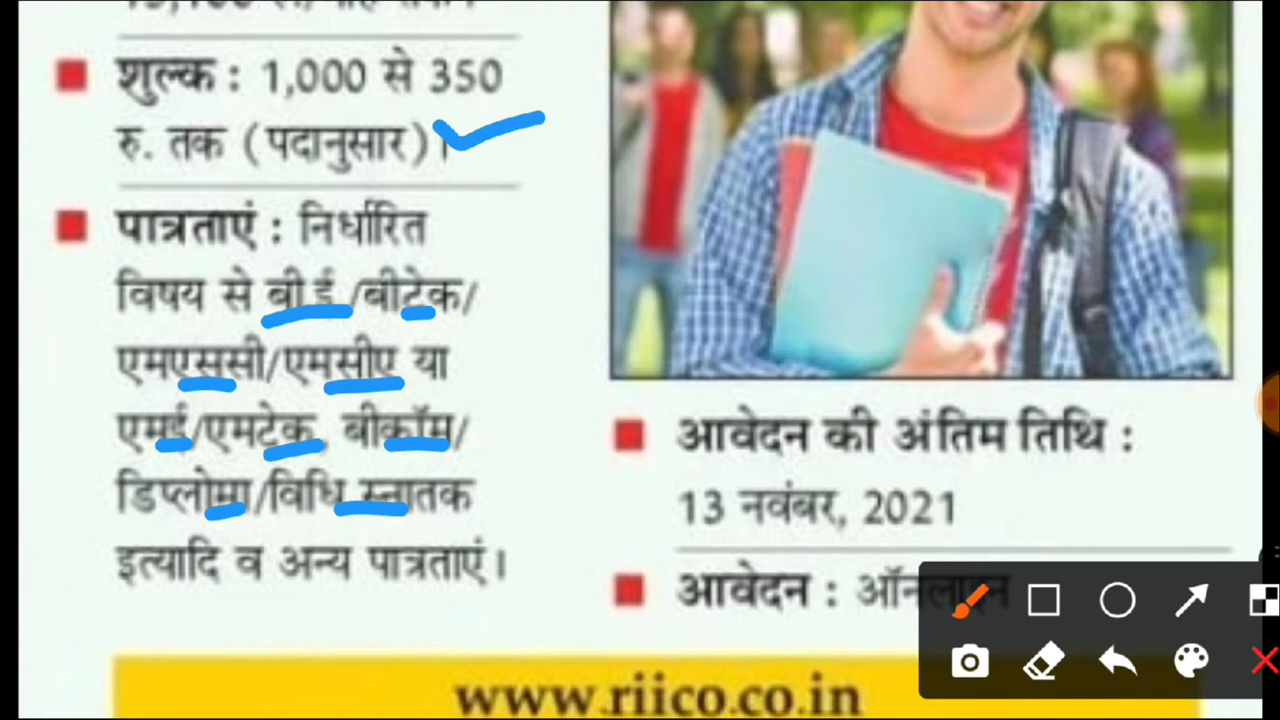 शुल्क : 1,000 से 350
रु. तक (पदानुसार)।
पात्रताएं : निर्धारित
विषय से बीई/बीटेक/
एमएससी/एमसीए या
एमई/एमटेक, बीकॉम/
डिप्लोमा/विधि स्नातक
इत्यादि व अन्य पात्रताएं।
आवेदन की अंतिम तिथि :
13 नवंबर, 2021
आवेदन : ऑनलाइन
www.riico.co.in